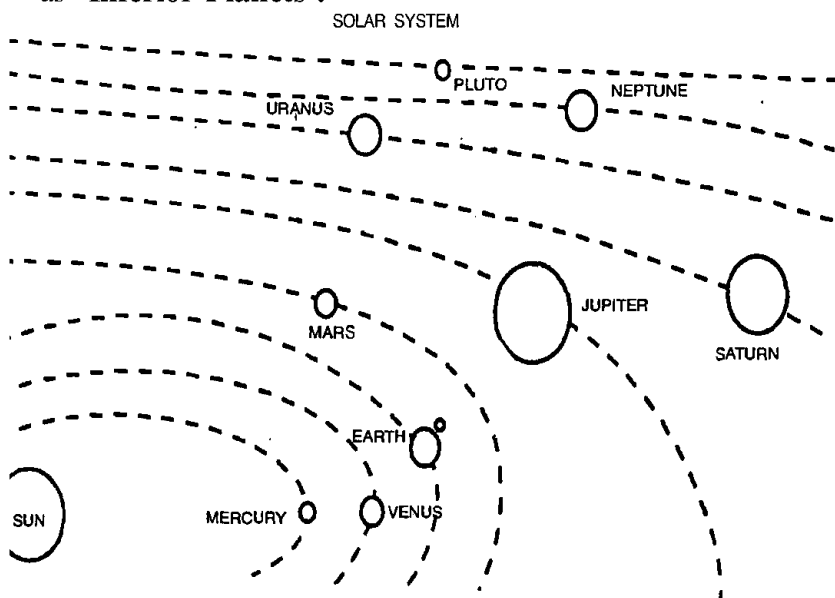 as "Inferior Planets".
SOLAR SYSTEM
PLUTO
NEPTUNE
URANUS
JUPITER
MARS
SATURN
EARTH
MERCURY
VENUS
SUN